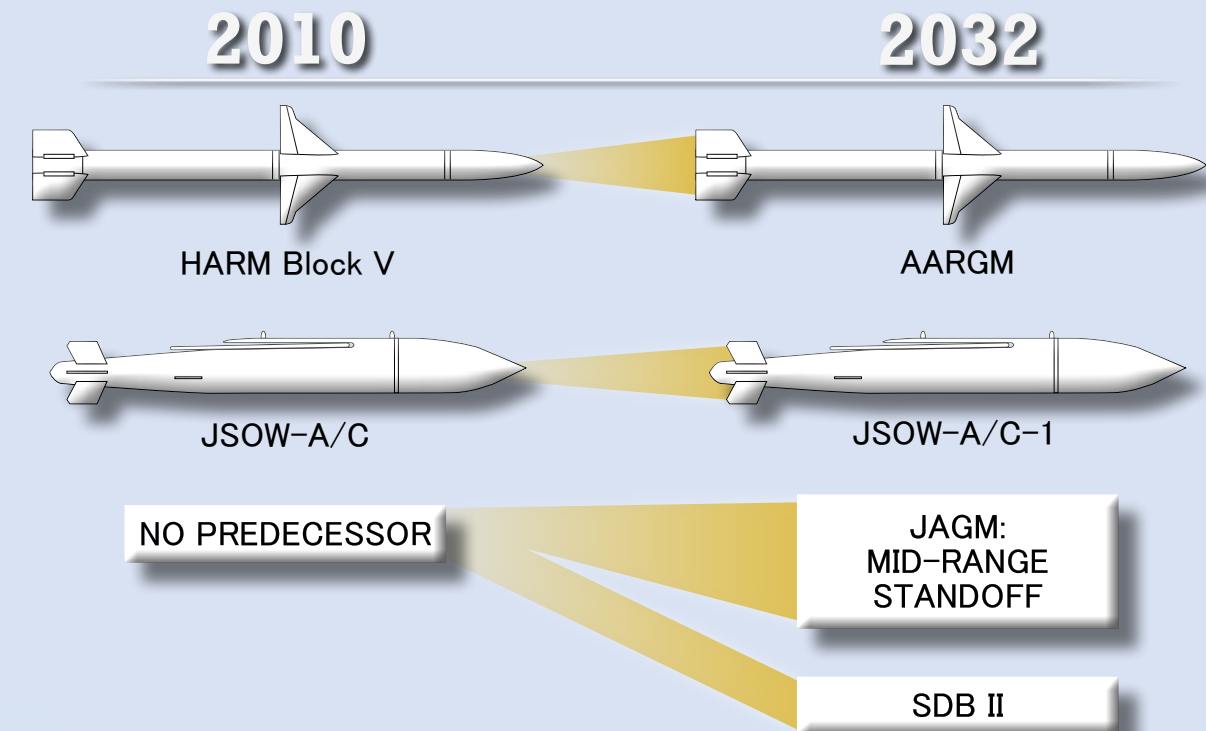 2010
2032
HARM Block V
AARGM
JSOW-A/C
JSOW-A/C-1
NO PREDECESSOR
JAGM:
MID-RANGE
STANDOFF
SDB II